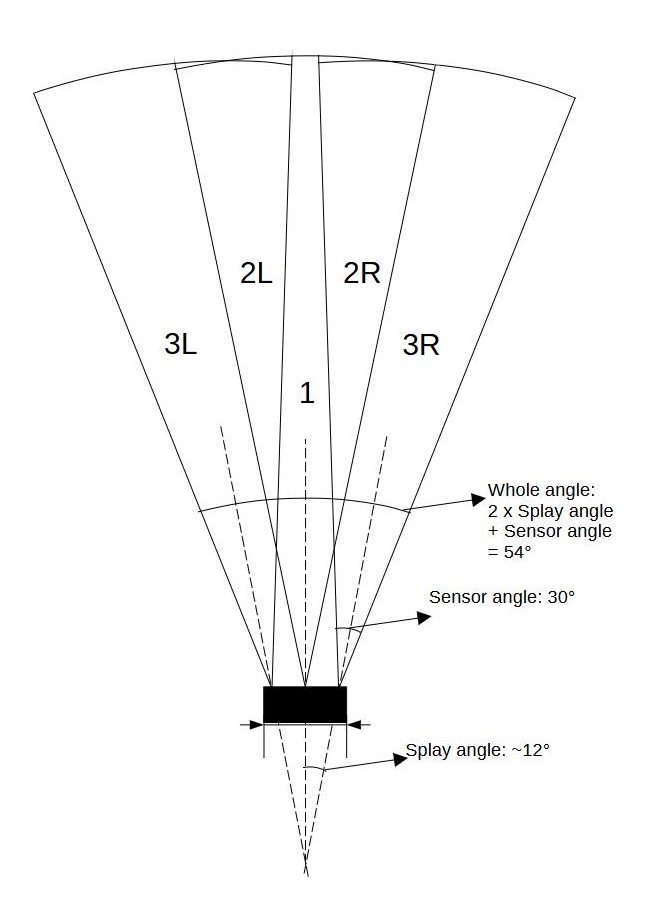 2L
2R
3L
3R
1
Whole angle:
2 x Splay angle
+ Sensor angle
= 54°
Sensor angle: 30°
Splay angle: ~12°